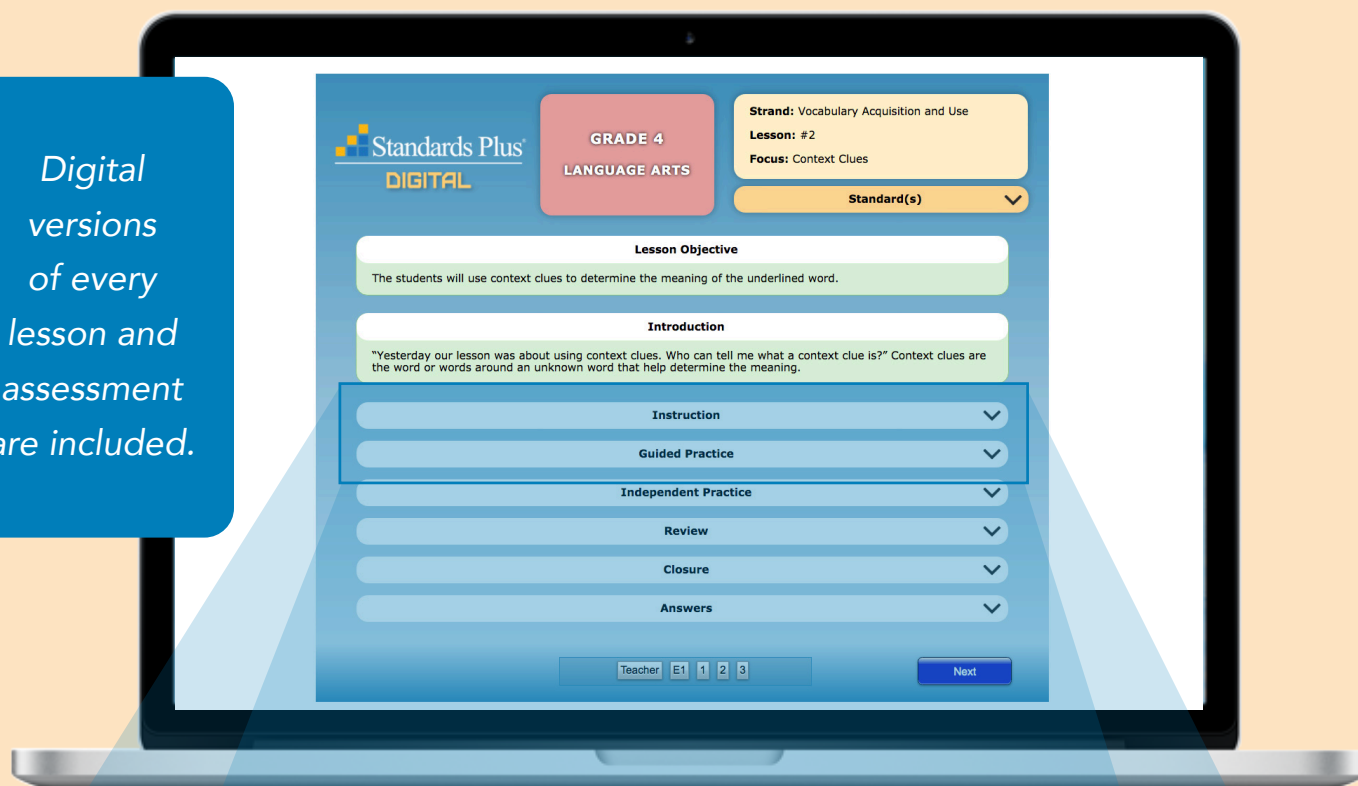 Digital
versions
of every
lesson and
assessment
are included.
Standards Plus®
DIGITAL
GRADE 4
LANGUAGE ARTS
Strand: Vocabulary Acquisition and Use
Lesson: #2
Focus: Context Clues
Standard(s)
Lesson Objective
The students will use context clues to determine the meaning of the underlined word.
Introduction
"Yesterday our lesson was about using context clues. Who can tell me what a context clue is?" Context clues are
the word or words around an unknown word that help determine the meaning.
Instruction
Guided Practice
Independent Practice
Review
Closure
Answers
Teacher E1 1 2 3
Next